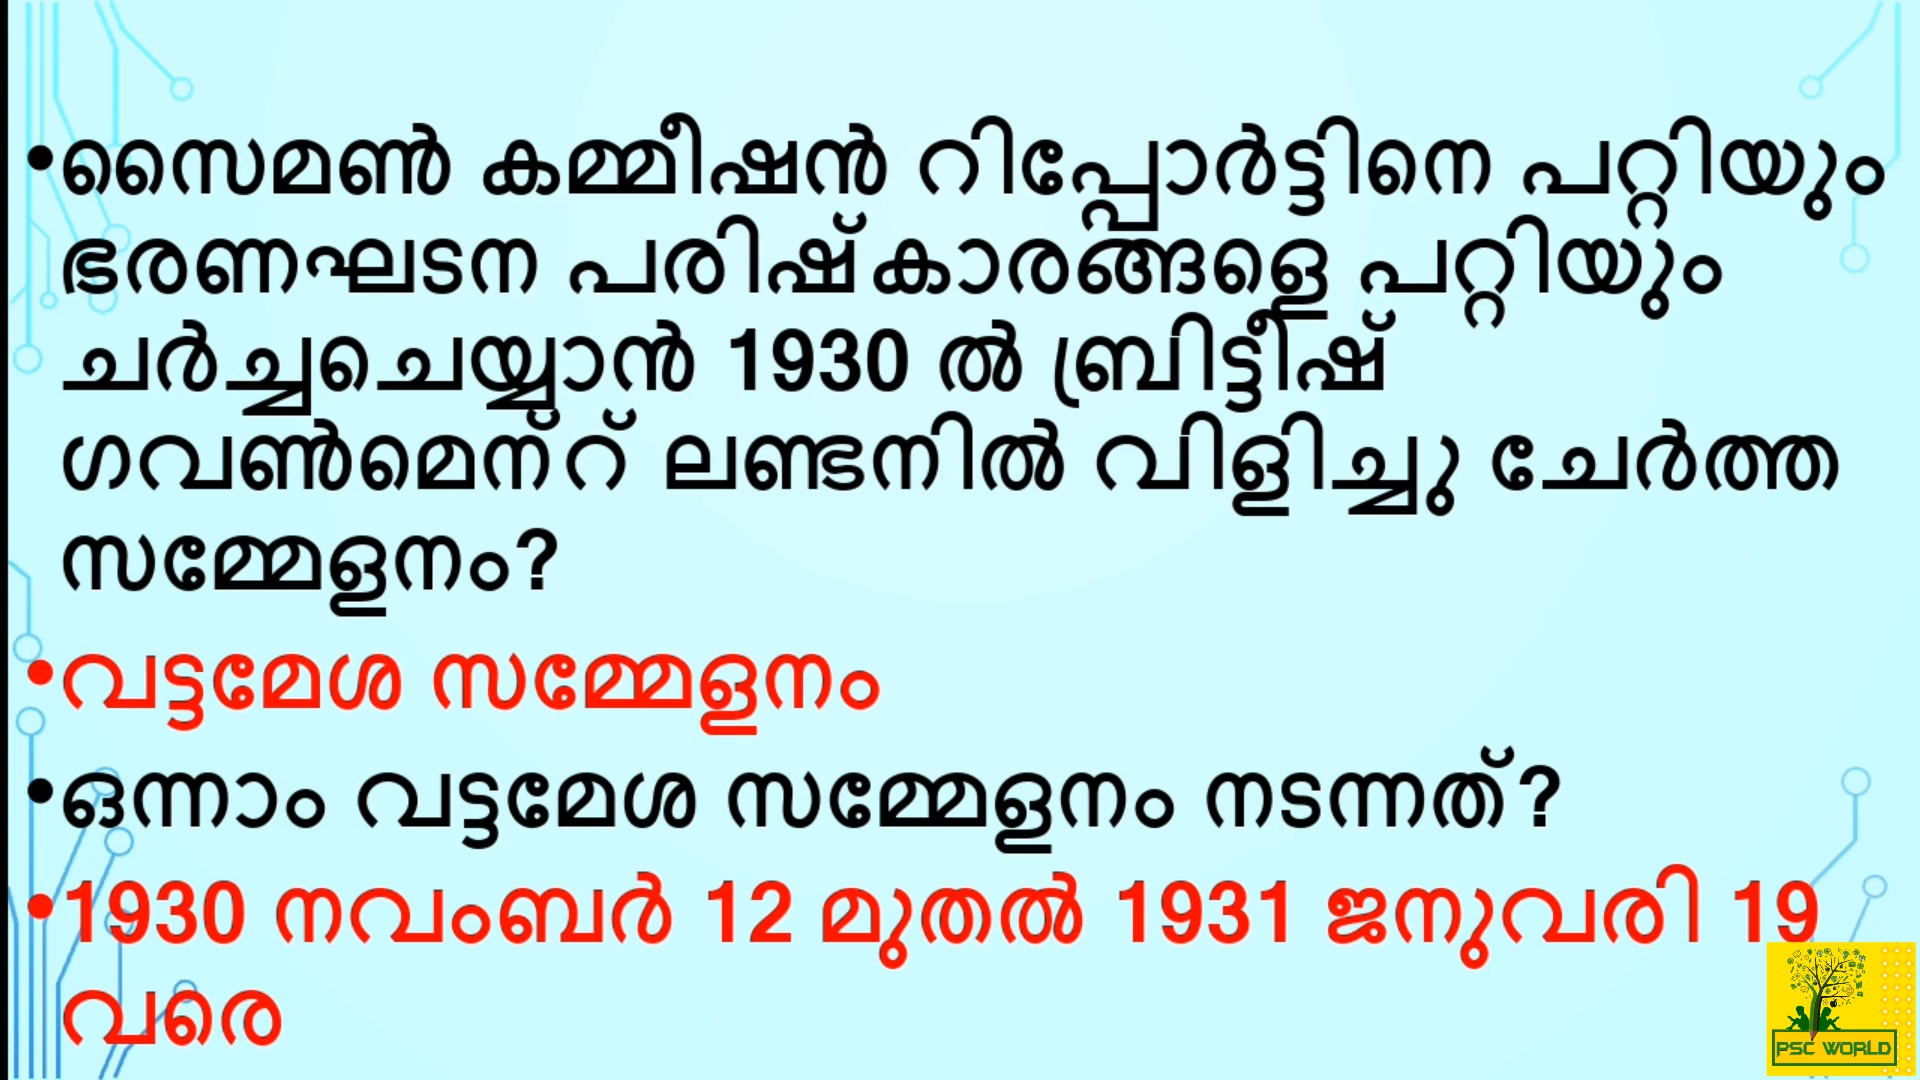 •സൈമൺ കമ്മീഷൻ റിപ്പോർട്ടിനെ പറ്റിയും
ഭരണഘടന പരിഷ്കാരങ്ങളെ പറ്റിയും
ചർച്ചചെയ്യാൻ 1930 ൽ ബ്രിട്ടീഷ്
ഗവൺമെന്റ് ലണ്ടനിൽ വിളിച്ചു ചേർത്ത
സമ്മേളനം?
•വട്ടമേശ സമ്മേളനം
•ഒന്നാം വട്ടമേശ സമ്മേളനം നടന്നത്?
•1930 നവംബർ 12 മുതൽ 1931 ജനുവരി 19
വരെ
PSC WORLD